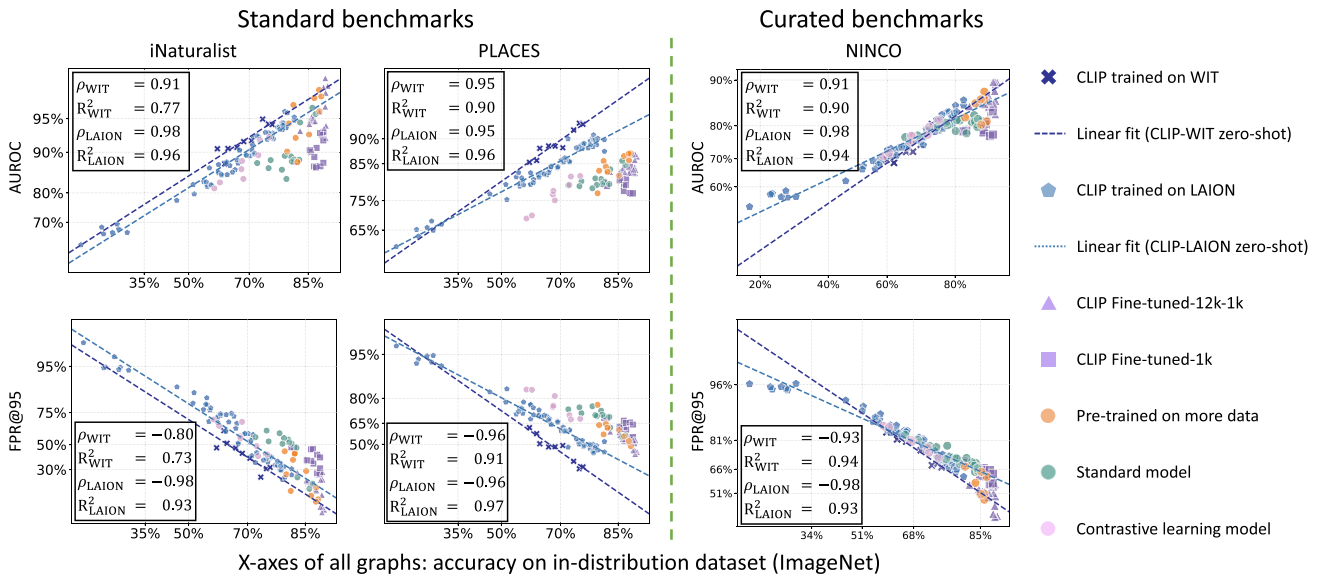 Standard benchmarks
Curated benchmarks
iNaturalist
PLACES
NINCO
AUROC
95%
90%
80%
70%
ρWIT = 0.91
R²WIT = 0.77
ρLAION = 0.98
R²LAION = 0.96
35% 50% 70% 85%
90%
85%
75%
65%
ρWIT = 0.95
R²WIT = 0.90
ρLAION = 0.95
R²LAION = 0.96
35% 50% 70% 85%
AUROC
90%
80%
70%
60%
ρWIT = 0.91
R²WIT = 0.90
ρLAION = 0.98
R²LAION = 0.94
20% 40% 60% 80%
FPR@95
95%
75%
50%
30%
ρWIT = −0.80
R²WIT = 0.73
ρLAION = −0.98
R²LAION = 0.93
35% 50% 70% 85%
95%
80%
65%
50%
ρWIT = −0.96
R²WIT = 0.91
ρLAION = −0.96
R²LAION = 0.97
35% 50% 70% 85%
FPR@95
96%
81%
66%
51%
ρWIT = −0.93
R²WIT = 0.94
ρLAION = −0.98
R²LAION = 0.93
34% 51% 68% 85%
CLIP trained on WIT
Linear fit (CLIP-WIT zero-shot)
CLIP trained on LAION
Linear fit (CLIP-LAION zero-shot)
CLIP Fine-tuned-12k-1k
CLIP Fine-tuned-1k
Pre-trained on more data
Standard model
Contrastive learning model
X-axes of all graphs: accuracy on in-distribution dataset (ImageNet)